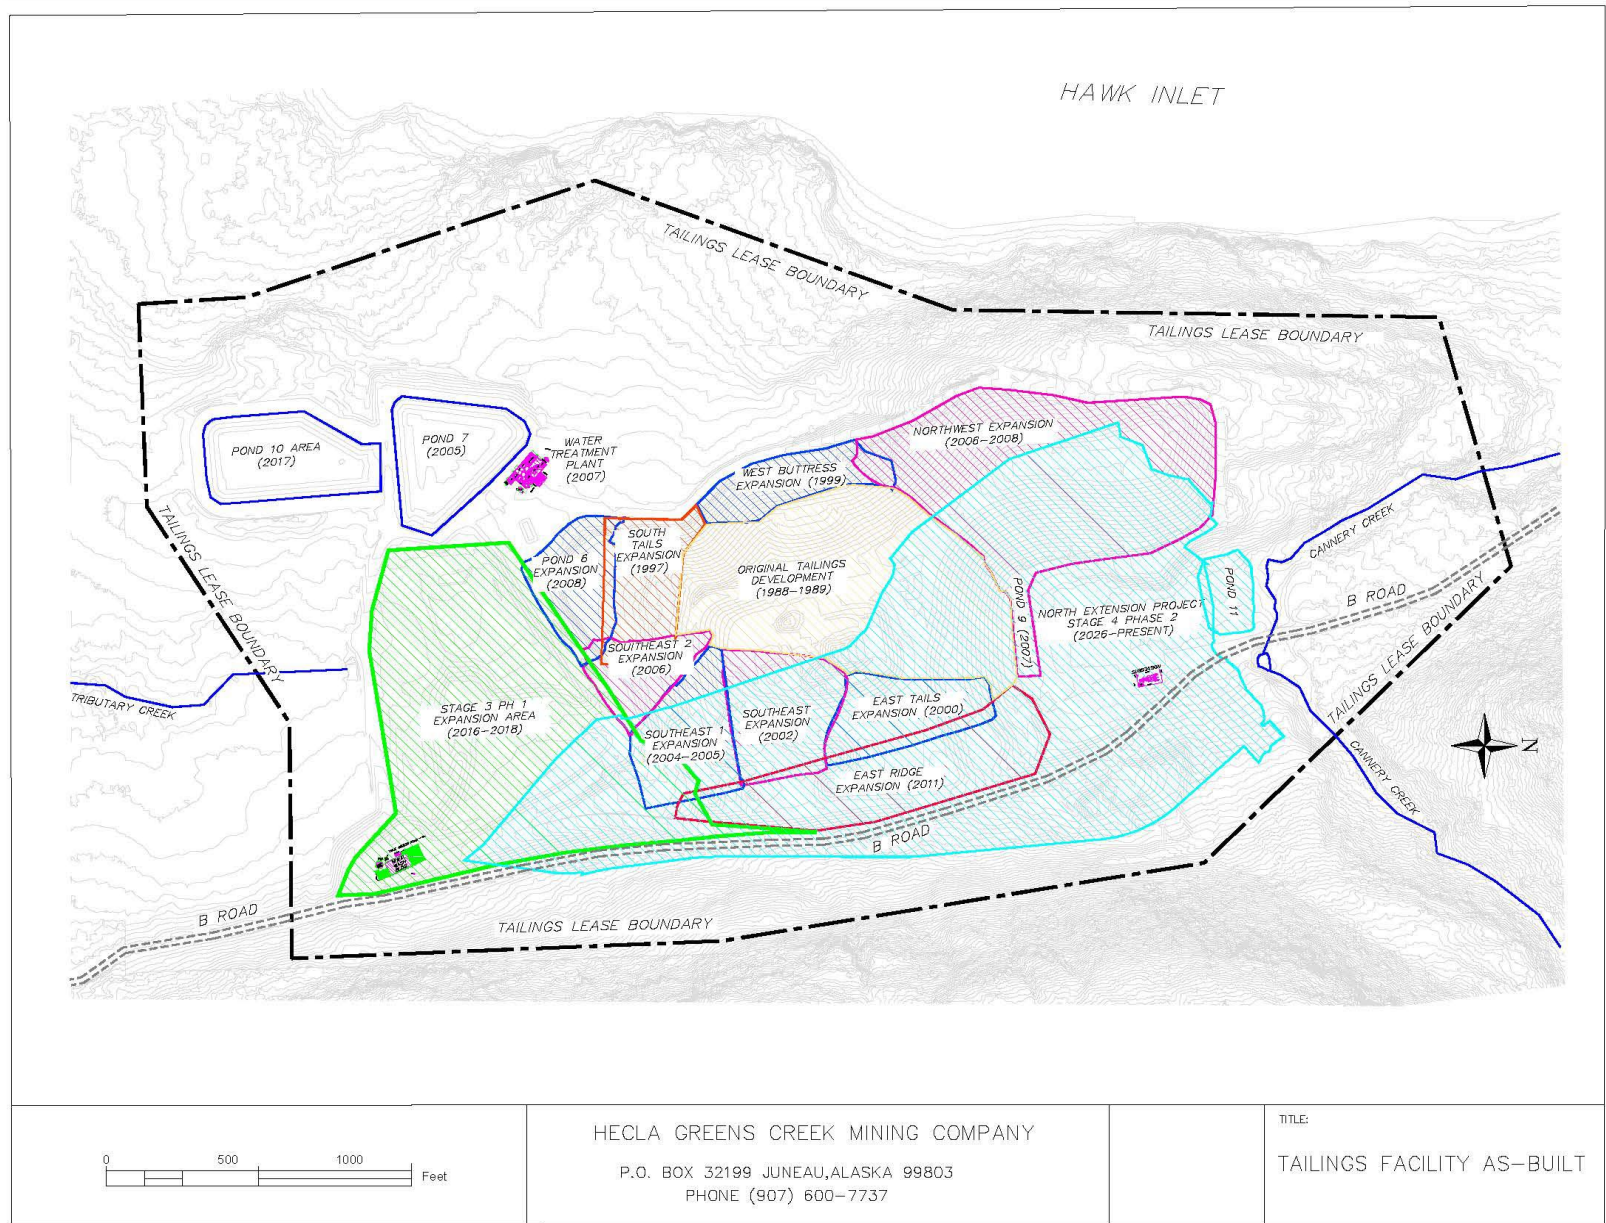 HAWK INLET
TAILINGS LEASE BOUNDARY
TAILINGS LEASE BOUNDARY
NORTHWEST EXPANSION
(2006-2008)
POND 10 AREA
(2017)
POND 7
(2005)
WATER
TREATMENT
PLANT
(2007)
WEST BUTTRESS
EXPANSION (1999)
CANNERY CREEK
TAILINGS LEASE BOUNDARY
SOUTH
TAILS
EXPANSION
(1997)
POND 6
EXPANSION
(2008)
ORIGINAL TAILINGS
DEVELOPMENT
(1988-1989)
POND 9 (2007)
NORTH EXTENSION PROJECT
STAGE 4 PHASE 2
(2026-PRESENT)
POND 11
B ROAD
TAILINGS LEASE BOUNDARY
SOUITHEAST 2
EXPANSION
(2006)
TRIBUTARY CREEK
STAGE 3 PH 1
EXPANSION AREA
(2016-2018)
SOUTHEAST 1
EXPANSION
(2004-2005)
SOUTHEAST
EXPANSION
(2002)
EAST TAILS
EXPANSION (2000)
EAST RIDGE
EXPANSION (2011)
N
CANNERY CREEK
B ROAD
B ROAD
TAILINGS LEASE BOUNDARY
0 500 1000
Feet
HECLA GREENS CREEK MINING COMPANY
P.O. BOX 32199 JUNEAU,ALASKA 99803
PHONE (907) 600-7737
TITLE:
TAILINGS FACILITY AS-BUILT